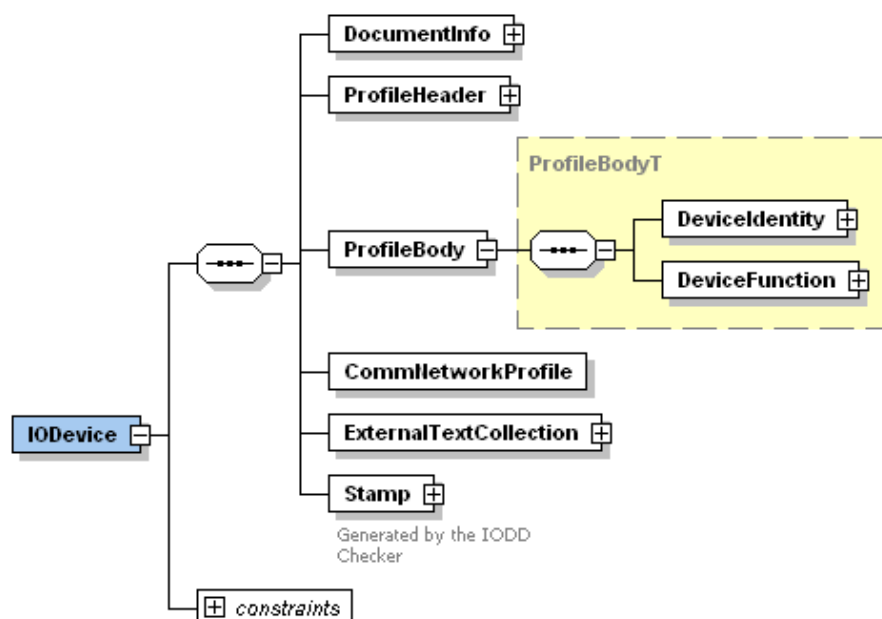 DocumentInfo
ProfileHeader
ProfileBodyT
DeviceIdentity
ProfileBody
DeviceFunction
CommNetworkProfile
IODevice
ExternalTextCollection
Stamp
Generated by the IODD
Checker
constraints